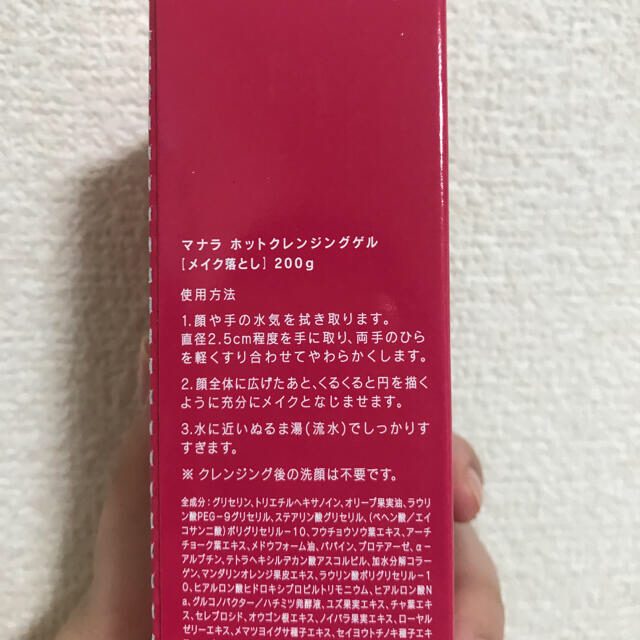 マナラ ホットクレンジングゲル
[メイク落とし] 200g
使用方法
1.顔や手の水気を拭き取ります。
直径2.5cm程度を手に取り、両手のひら
を軽くすり合わせてやわらかくします。
2.顔全体に広げたあと、くるくると円を描く
ように充分にメイクとなじませます。
3.水に近いぬるま湯(流水)でしっかりす
すぎます。
※ クレンジング後の洗顔は不要です。
全成分:グリセリン、トリエチルヘキサノイン、オリーブ果実油、ラウリ
ン酸PEG-9グリセリル、ステアリン酸グリセリル、(ベヘン酸/エイ
コサン二酸)ポリグリセリル-10、フウチョウソウ葉エキス、アーチ
チョーク葉エキス、メドウフォーム油、パパイン、プロテアーゼ、α-
アルブチン、テトラヘキシルデカン酸アスコルビル、加水分解コラー
ゲン、マンダリンオレンジ果皮エキス、ラウリン酸ポリグリセリル-1
0、ヒアルロン酸ヒドロキシプロピルトリモニウム、ヒアルロン酸N
a、グルコノバクター/ハチミツ発酵液、ユズ果実エキス、チャ葉エキ
ス、セレブロシド、オウゴン根エキス、ノイバラ果実エキス、ローヤル
ゼリーエキス、メマツヨイグサ種子エキス、セイヨウトチノキ種子エキ